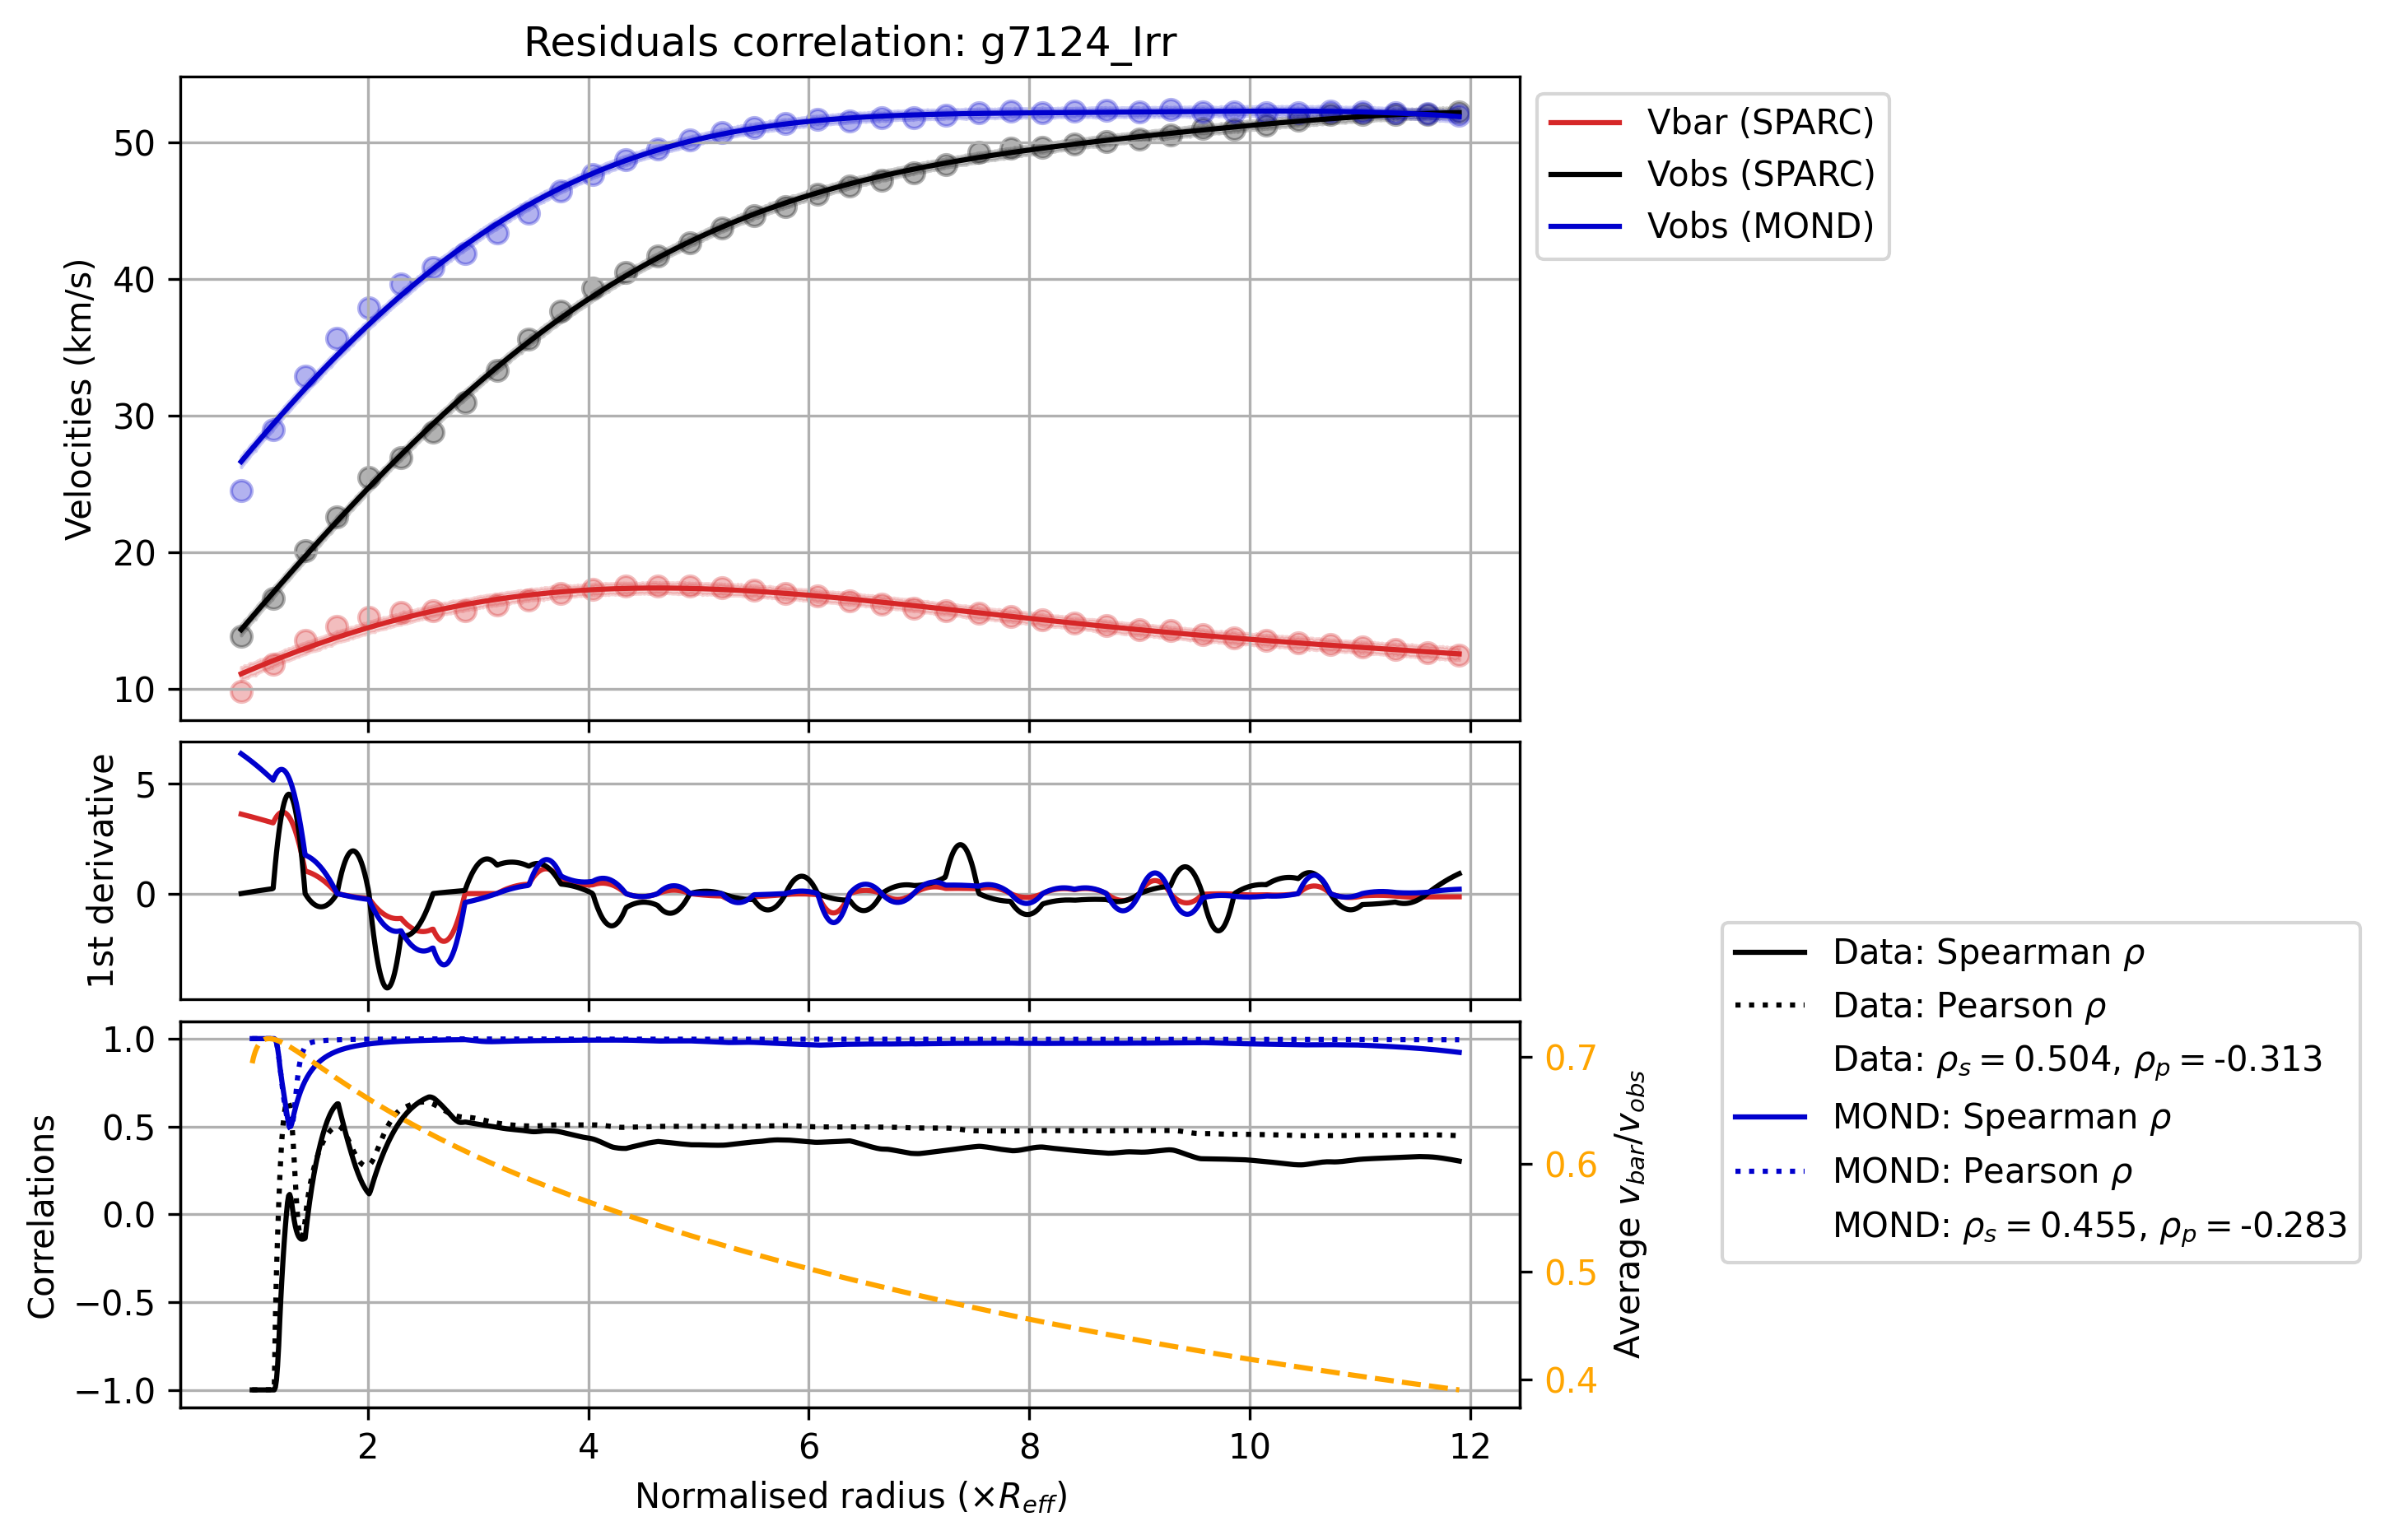 Residuals correlation: g7124_Irr
Velocities (km/s)
50
40
30
20
10
Vbar (SPARC)
Vobs (SPARC)
Vobs (MOND)
1st derivative
5
0
Correlations
1.0
0.5
0.0
−0.5
−1.0
0.7
0.6
0.5
0.4
Average v_bar/v_obs
2 4 6 8 10 12
Normalised radius (×R_eff)
Data: Spearman ρ
Data: Pearson ρ
Data: ρ_s = 0.504, ρ_p = -0.313
MOND: Spearman ρ
MOND: Pearson ρ
MOND: ρ_s = 0.455, ρ_p = -0.283